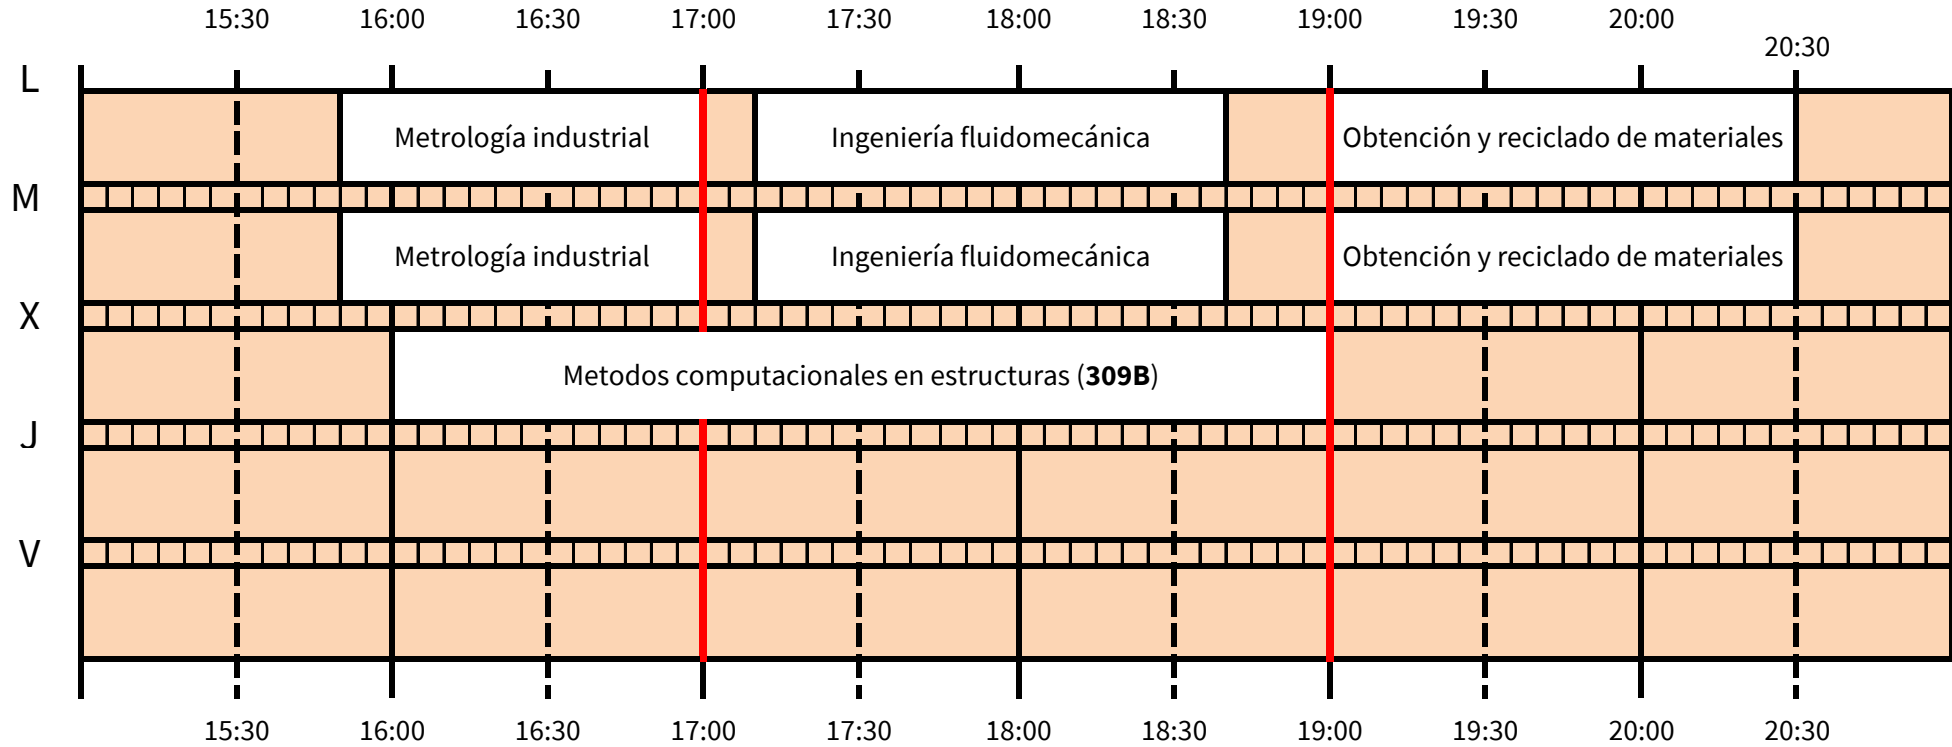 15:30 16:00 16:30 17:00 17:30 18:00 18:30 19:00 19:30 20:00
20:30
L
Metrología industrial Ingeniería fluidomecánica Obtención y reciclado de materiales
M
Metrología industrial Ingeniería fluidomecánica Obtención y reciclado de materiales
X
Metodos computacionales en estructuras (309B)
J
V
15:30 16:00 16:30 17:00 17:30 18:00 18:30 19:00 19:30 20:00 20:30